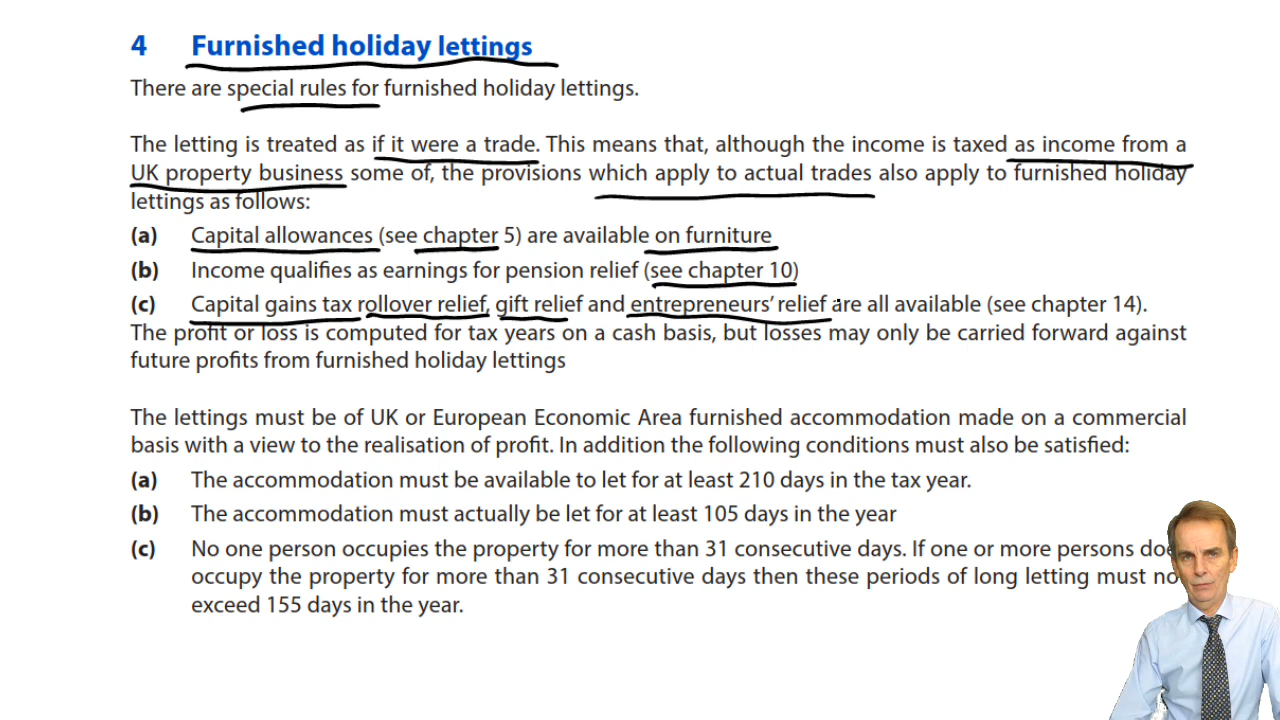 4 Furnished holiday lettings
There are special rules for furnished holiday lettings.
The letting is treated as if it were a trade. This means that, although the income is taxed as income from a
UK property business some of, the provisions which apply to actual trades also apply to furnished holiday
lettings as follows:
(a) Capital allowances (see chapter 5) are available on furniture
(b) Income qualifies as earnings for pension relief (see chapter 10)
(c) Capital gains tax rollover relief, gift relief and entrepreneurs' relief are all available (see chapter 14).
The profit or loss is computed for tax years on a cash basis, but losses may only be carried forward against
future profits from furnished holiday lettings
The lettings must be of UK or European Economic Area furnished accommodation made on a commercial
basis with a view to the realisation of profit. In addition the following conditions must also be satisfied:
(a) The accommodation must be available to let for at least 210 days in the tax year.
(b) The accommodation must actually be let for at least 105 days in the year
(c) No one person occupies the property for more than 31 consecutive days. If one or more persons
occupy the property for more than 31 consecutive days then these periods of long letting must
exceed 155 days in the year.